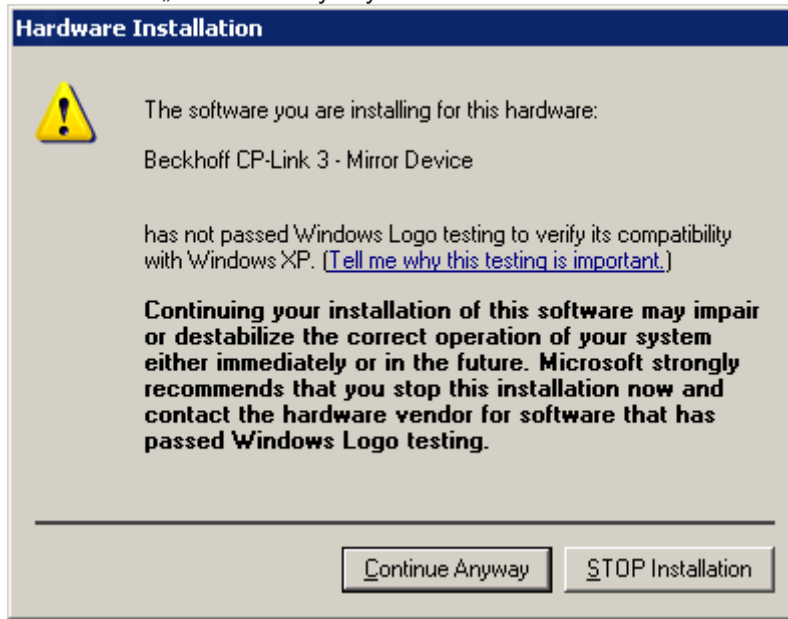 Hardware Installation
The software you are installing for this hardware:
Beckhoff CP-Link 3 - Mirror Device
has not passed Windows Logo testing to verify its compatibility
with Windows XP. (Tell me why this testing is important.)
Continuing your installation of this software may impair
or destabilize the correct operation of your system
either immediately or in the future. Microsoft strongly
recommends that you stop this installation now and
contact the hardware vendor for software that has
passed Windows Logo testing.
Continue Anyway
STOP Installation